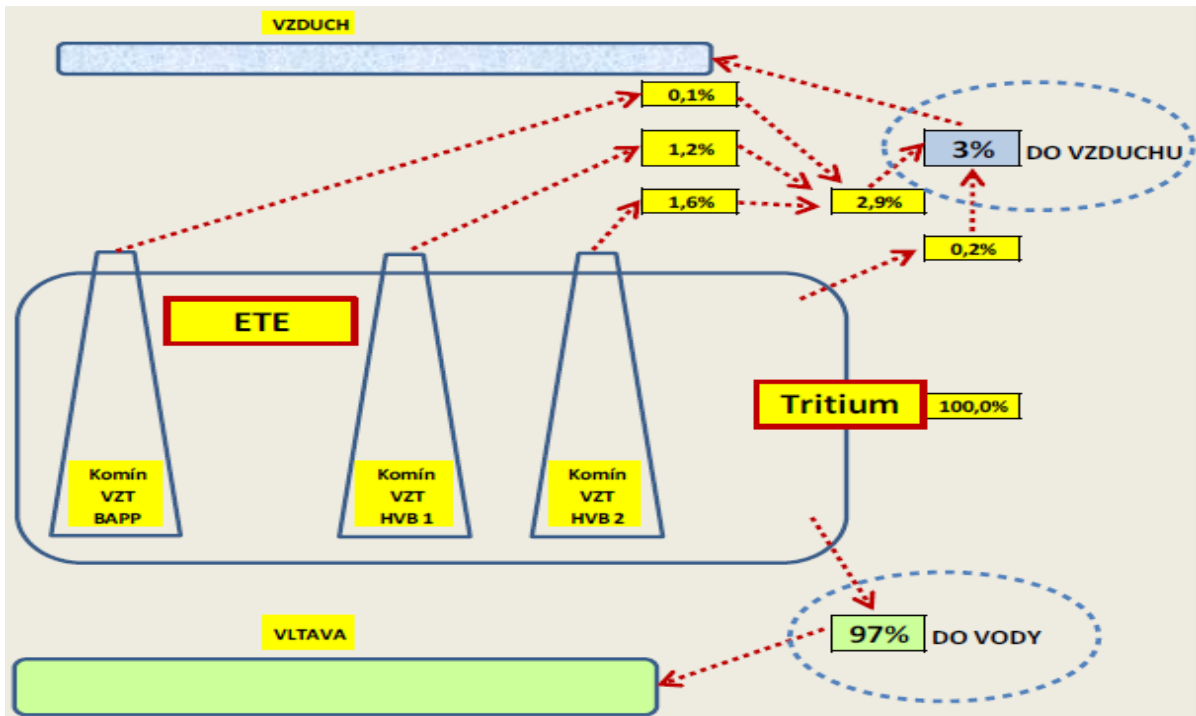 VZDUCH
0,1%
1,2%
3% DO VZDUCHU
1,6%
2,9%
0,2%
ETE
Tritium 100,0%
Komín
VZT
BAPP
Komín
VZT
HVB 1
Komín
VZT
HVB 2
VLTAVA
97% DO VODY